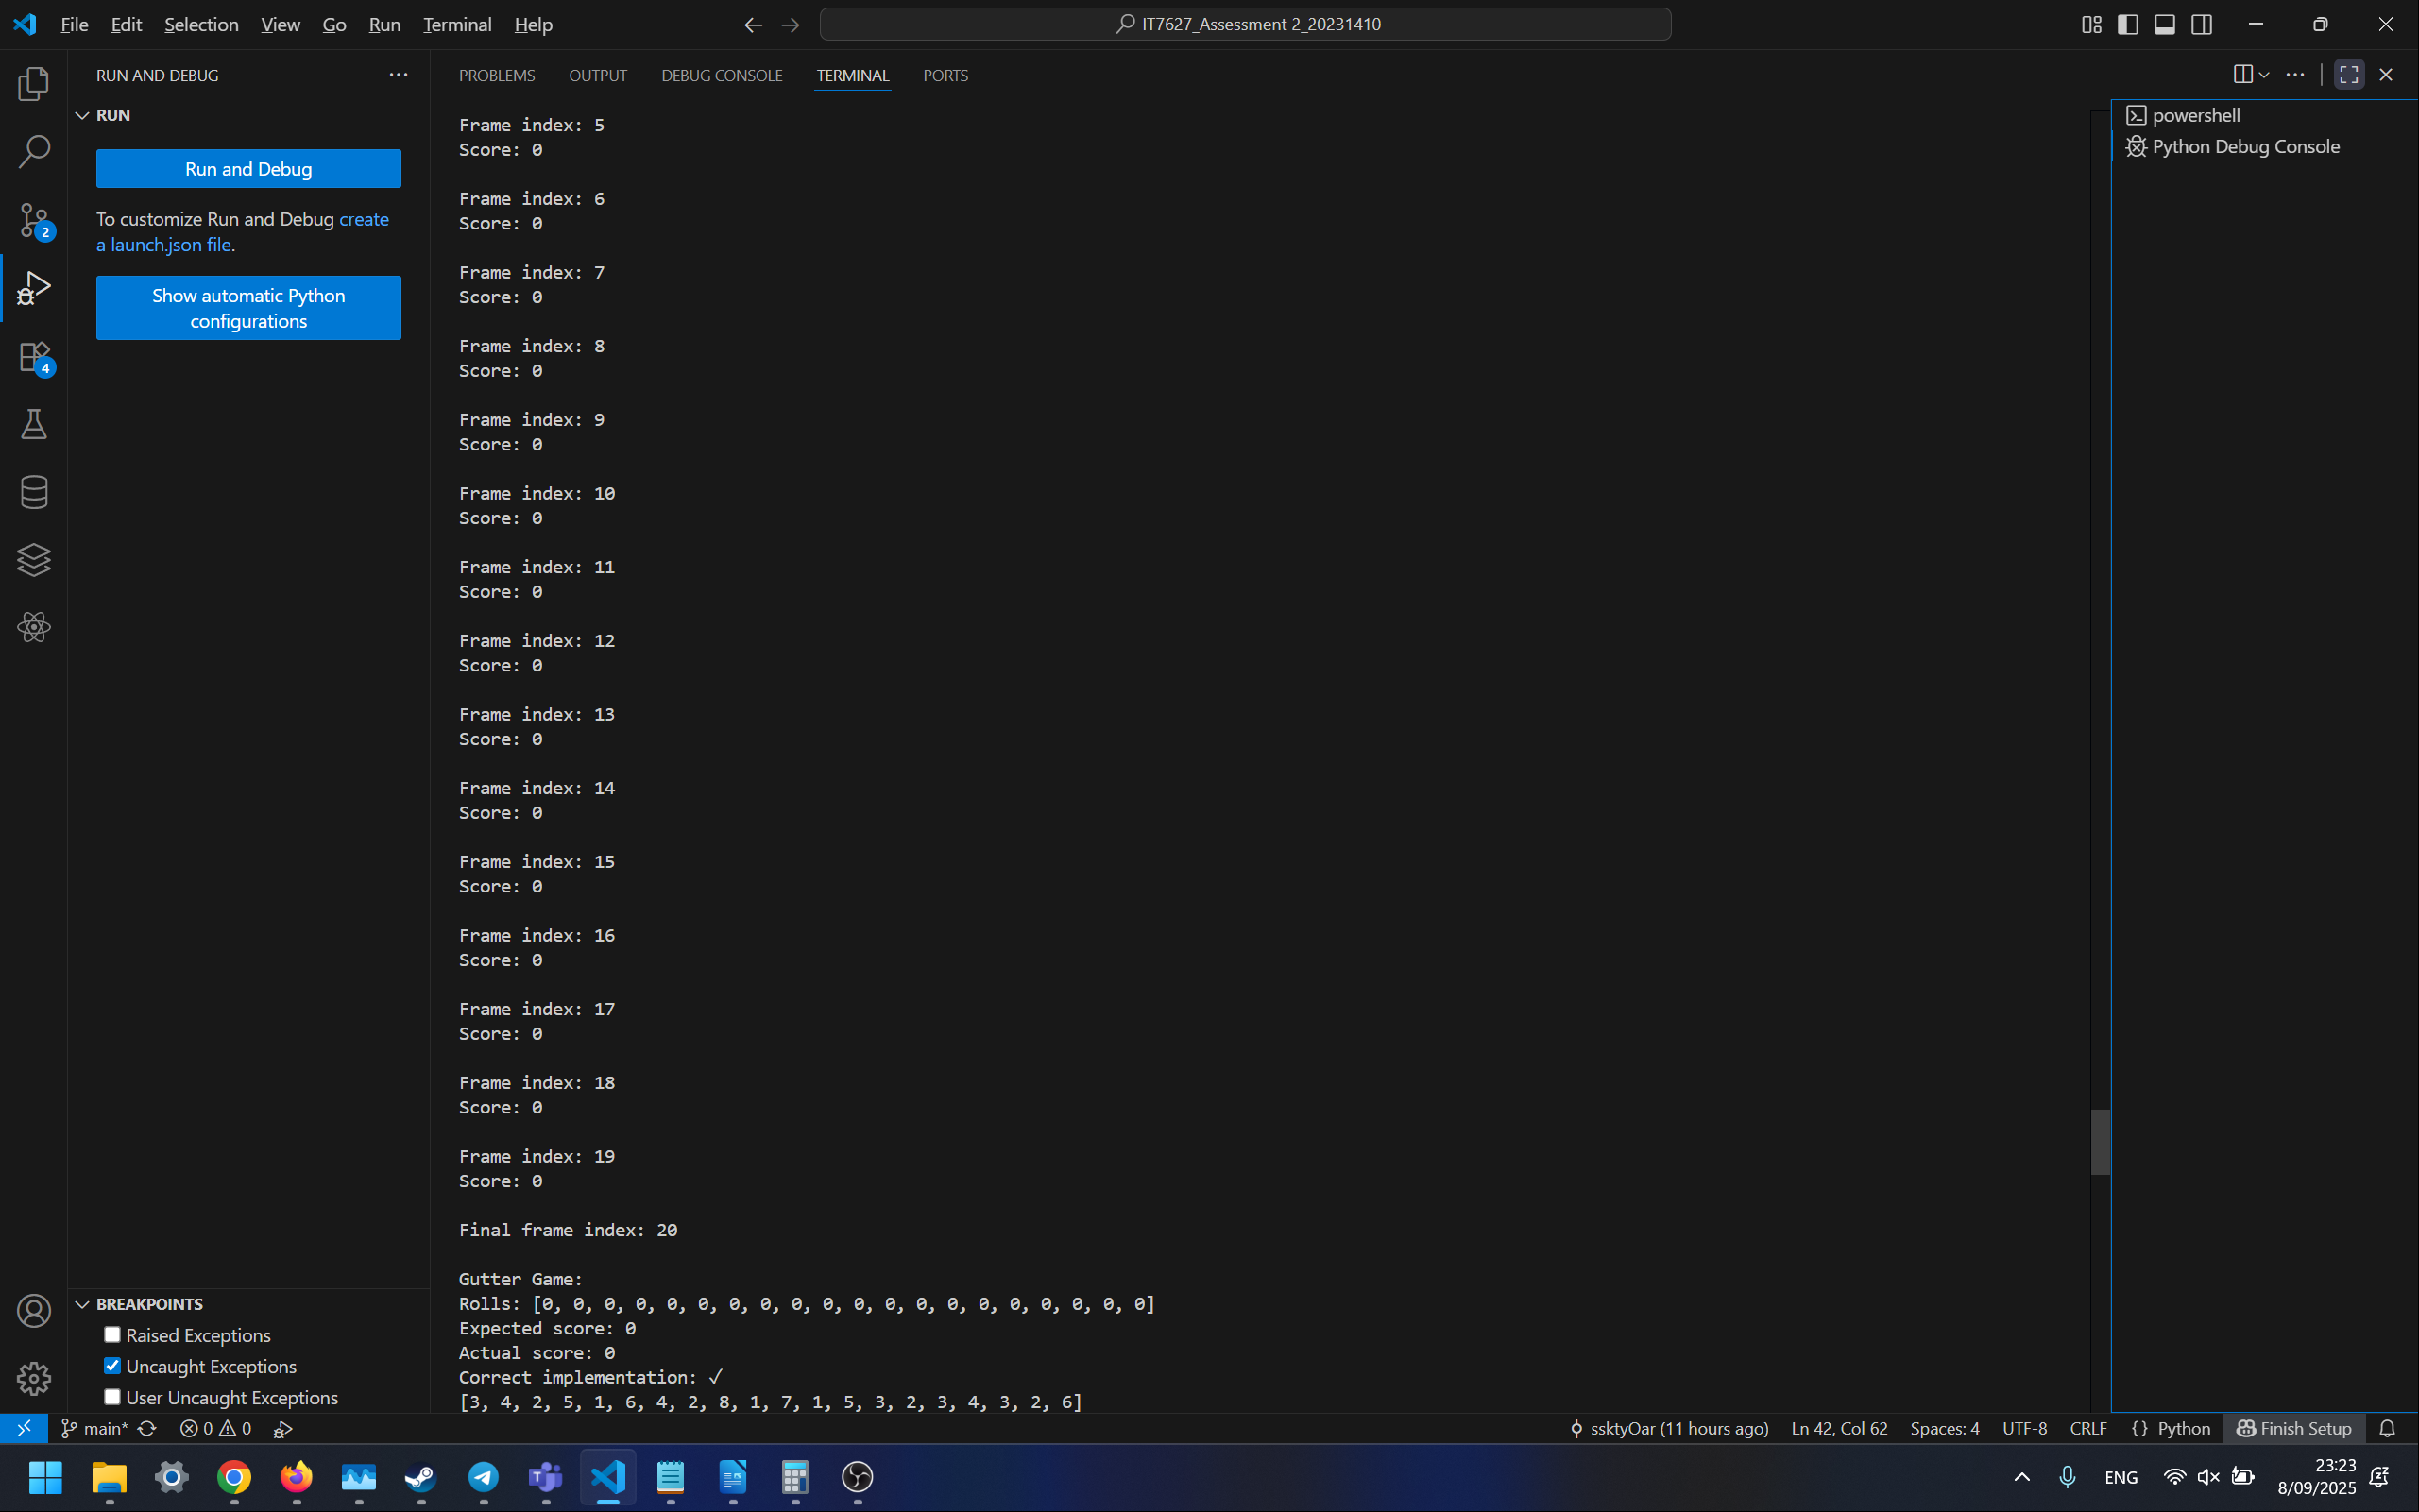 File Edit Selection View Go Run Terminal Help
IT7627_Assessment 2_20231410
RUN AND DEBUG
RUN
Run and Debug
To customize Run and Debug create
a launch.json file.
Show automatic Python
configurations
2
4
PROBLEMS OUTPUT DEBUG CONSOLE TERMINAL PORTS
Frame index: 5
Score: 0
Frame index: 6
Score: 0
Frame index: 7
Score: 0
Frame index: 8
Score: 0
Frame index: 9
Score: 0
Frame index: 10
Score: 0
Frame index: 11
Score: 0
Frame index: 12
Score: 0
Frame index: 13
Score: 0
Frame index: 14
Score: 0
Frame index: 15
Score: 0
Frame index: 16
Score: 0
Frame index: 17
Score: 0
Frame index: 18
Score: 0
Frame index: 19
Score: 0
Final frame index: 20
Gutter Game:
Rolls: [0, 0, 0, 0, 0, 0, 0, 0, 0, 0, 0, 0, 0, 0, 0, 0, 0, 0, 0, 0]
Expected score: 0
Actual score: 0
Correct implementation: ✓
[3, 4, 2, 5, 1, 6, 4, 2, 8, 1, 7, 1, 5, 3, 2, 3, 4, 3, 2, 6]
powershell
Python Debug Console
BREAKPOINTS
Raised Exceptions
Uncaught Exceptions
User Uncaught Exceptions
main* 0 0
ssktyOar (11 hours ago) Ln 42, Col 62 Spaces: 4 UTF-8 CRLF {} Python Finish Setup
ENG
23:23
8/09/2025